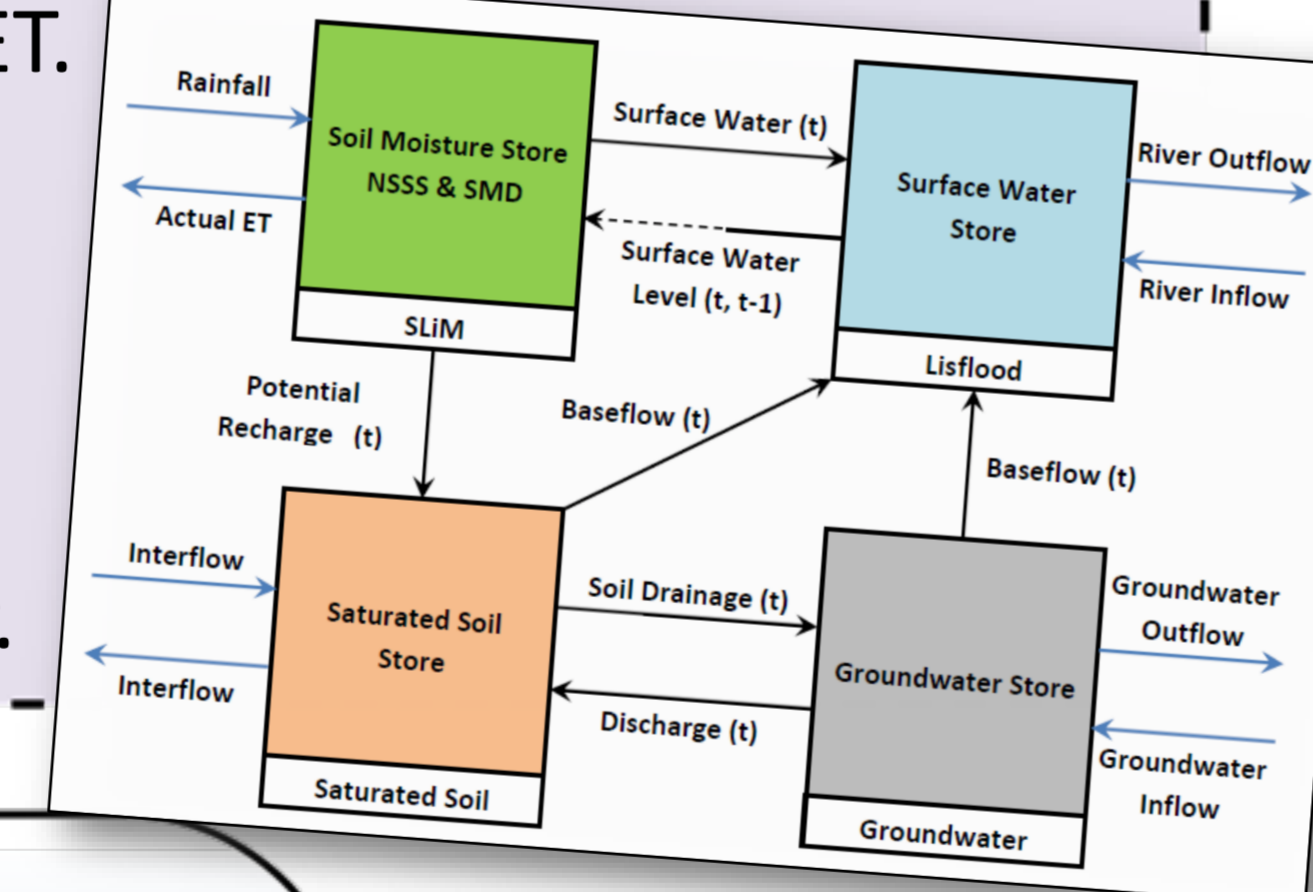 ET.
Rainfall
Actual ET
Soil Moisture Store
NSSS & SMD
SLiM
Surface Water (t)
Surface Water
Level (t, t-1)
Surface Water
Store
Lisflood
River Outflow
River Inflow
Potential
Recharge (t)
Baseflow (t)
Baseflow (t)
Interflow
Interflow
Saturated Soil
Store
Saturated Soil
Soil Drainage (t)
Discharge (t)
Groundwater Store
Groundwater
Groundwater
Outflow
Groundwater
Inflow
.